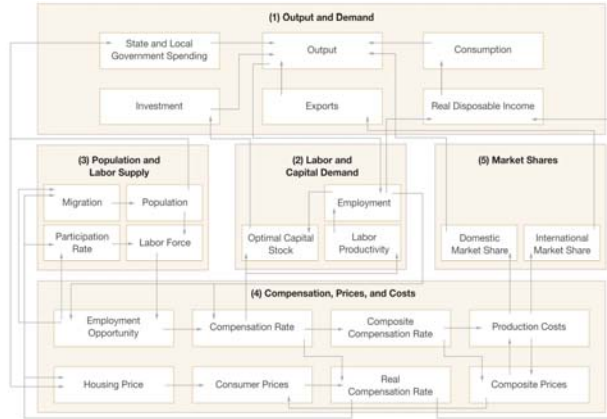 (1) Output and Demand
State and Local
Government Spending
Output
Consumption
Investment
Exports
Real Disposable Income
(3) Population and
Labor Supply
Migration
Population
Participation
Rate
Labor Force
(2) Labor and
Capital Demand
Employment
Optimal Capital
Stock
Labor
Productivity
(5) Market Shares
Domestic
Market Share
International
Market Share
(4) Compensation, Prices, and Costs
Employment
Opportunity
Compensation Rate
Composite
Compensation Rate
Production Costs
Housing Price
Consumer Prices
Real
Compensation Rate
Composite Prices